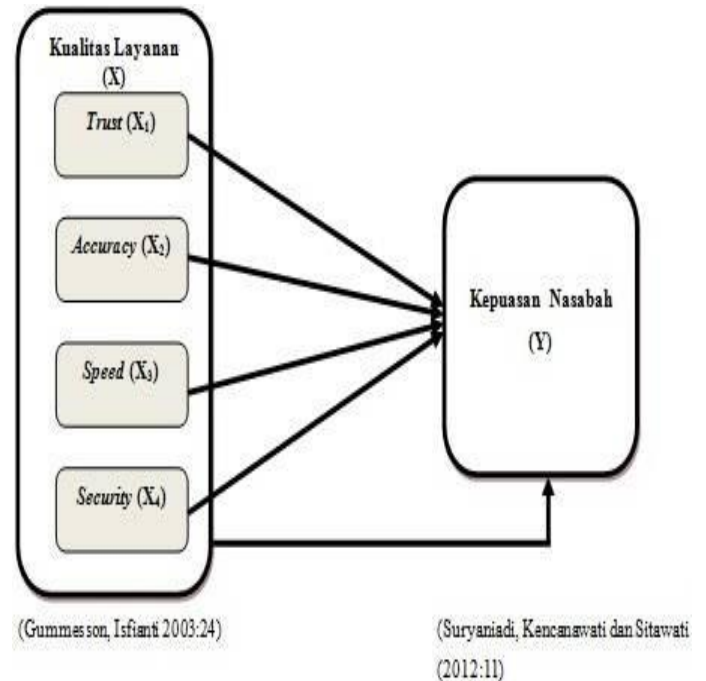 Kualitas Layanan
(X)
Trust (X₁)
Accuracy (X₂)
Speed (X₃)
Security (X₄)
Kepuasan Nasabah
(Y)
(Gummesson, Isfianti 2003:24)
(Suryaniadi, Kencanawati dan Sitawati
(2012:11)